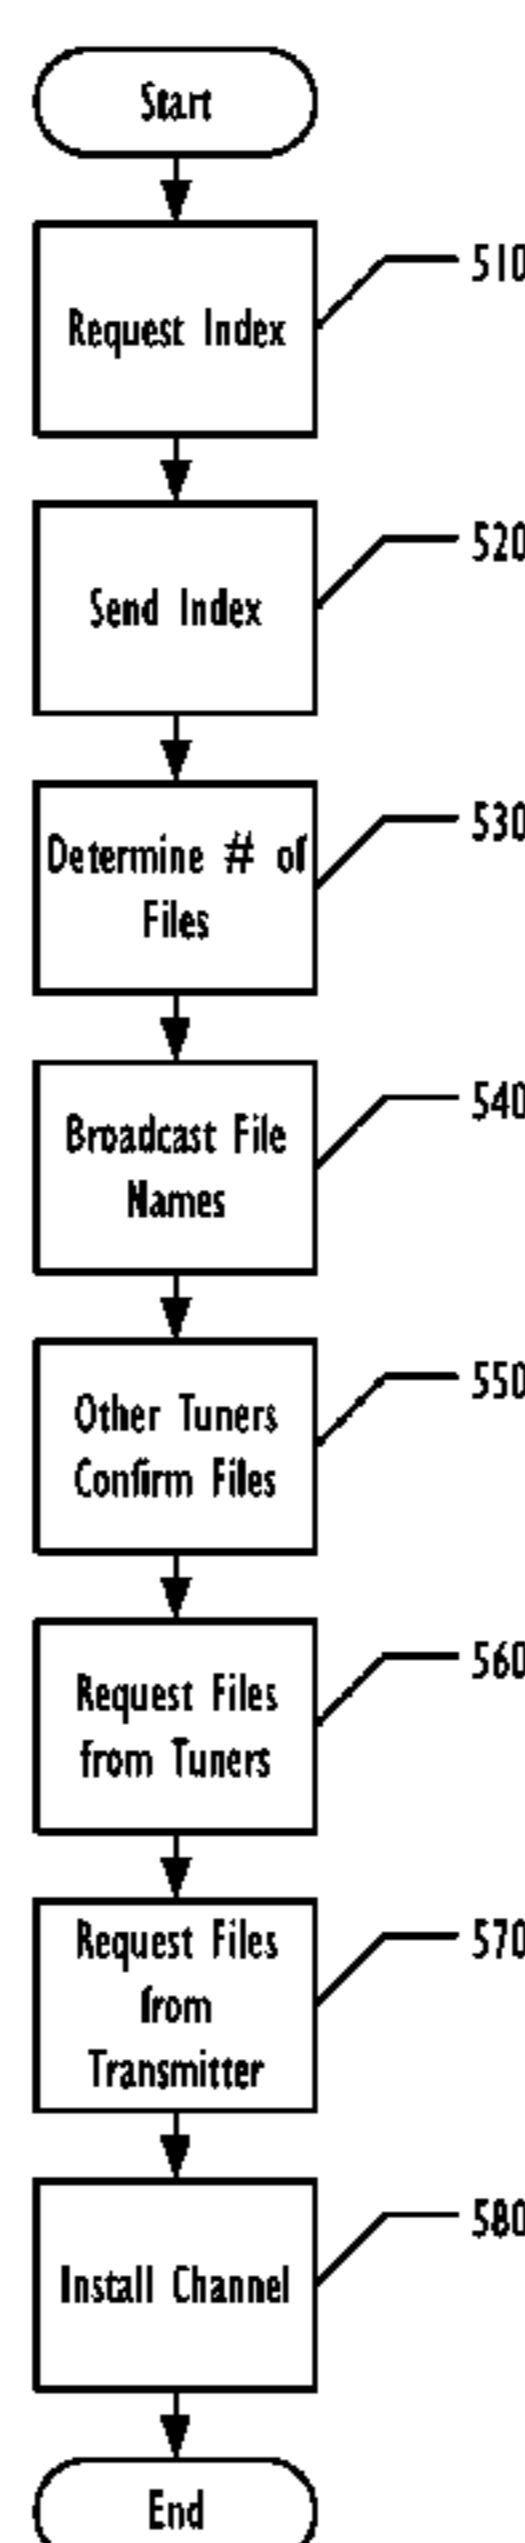 Start
Request Index
510
Send Index
520
Determine # of
Files
530
Broadcast File
Names
540
Other Tuners
Confirm Files
550
Request Files
from Tuners
560
Request Files
from
Transmitter
570
Install Channel
580
End